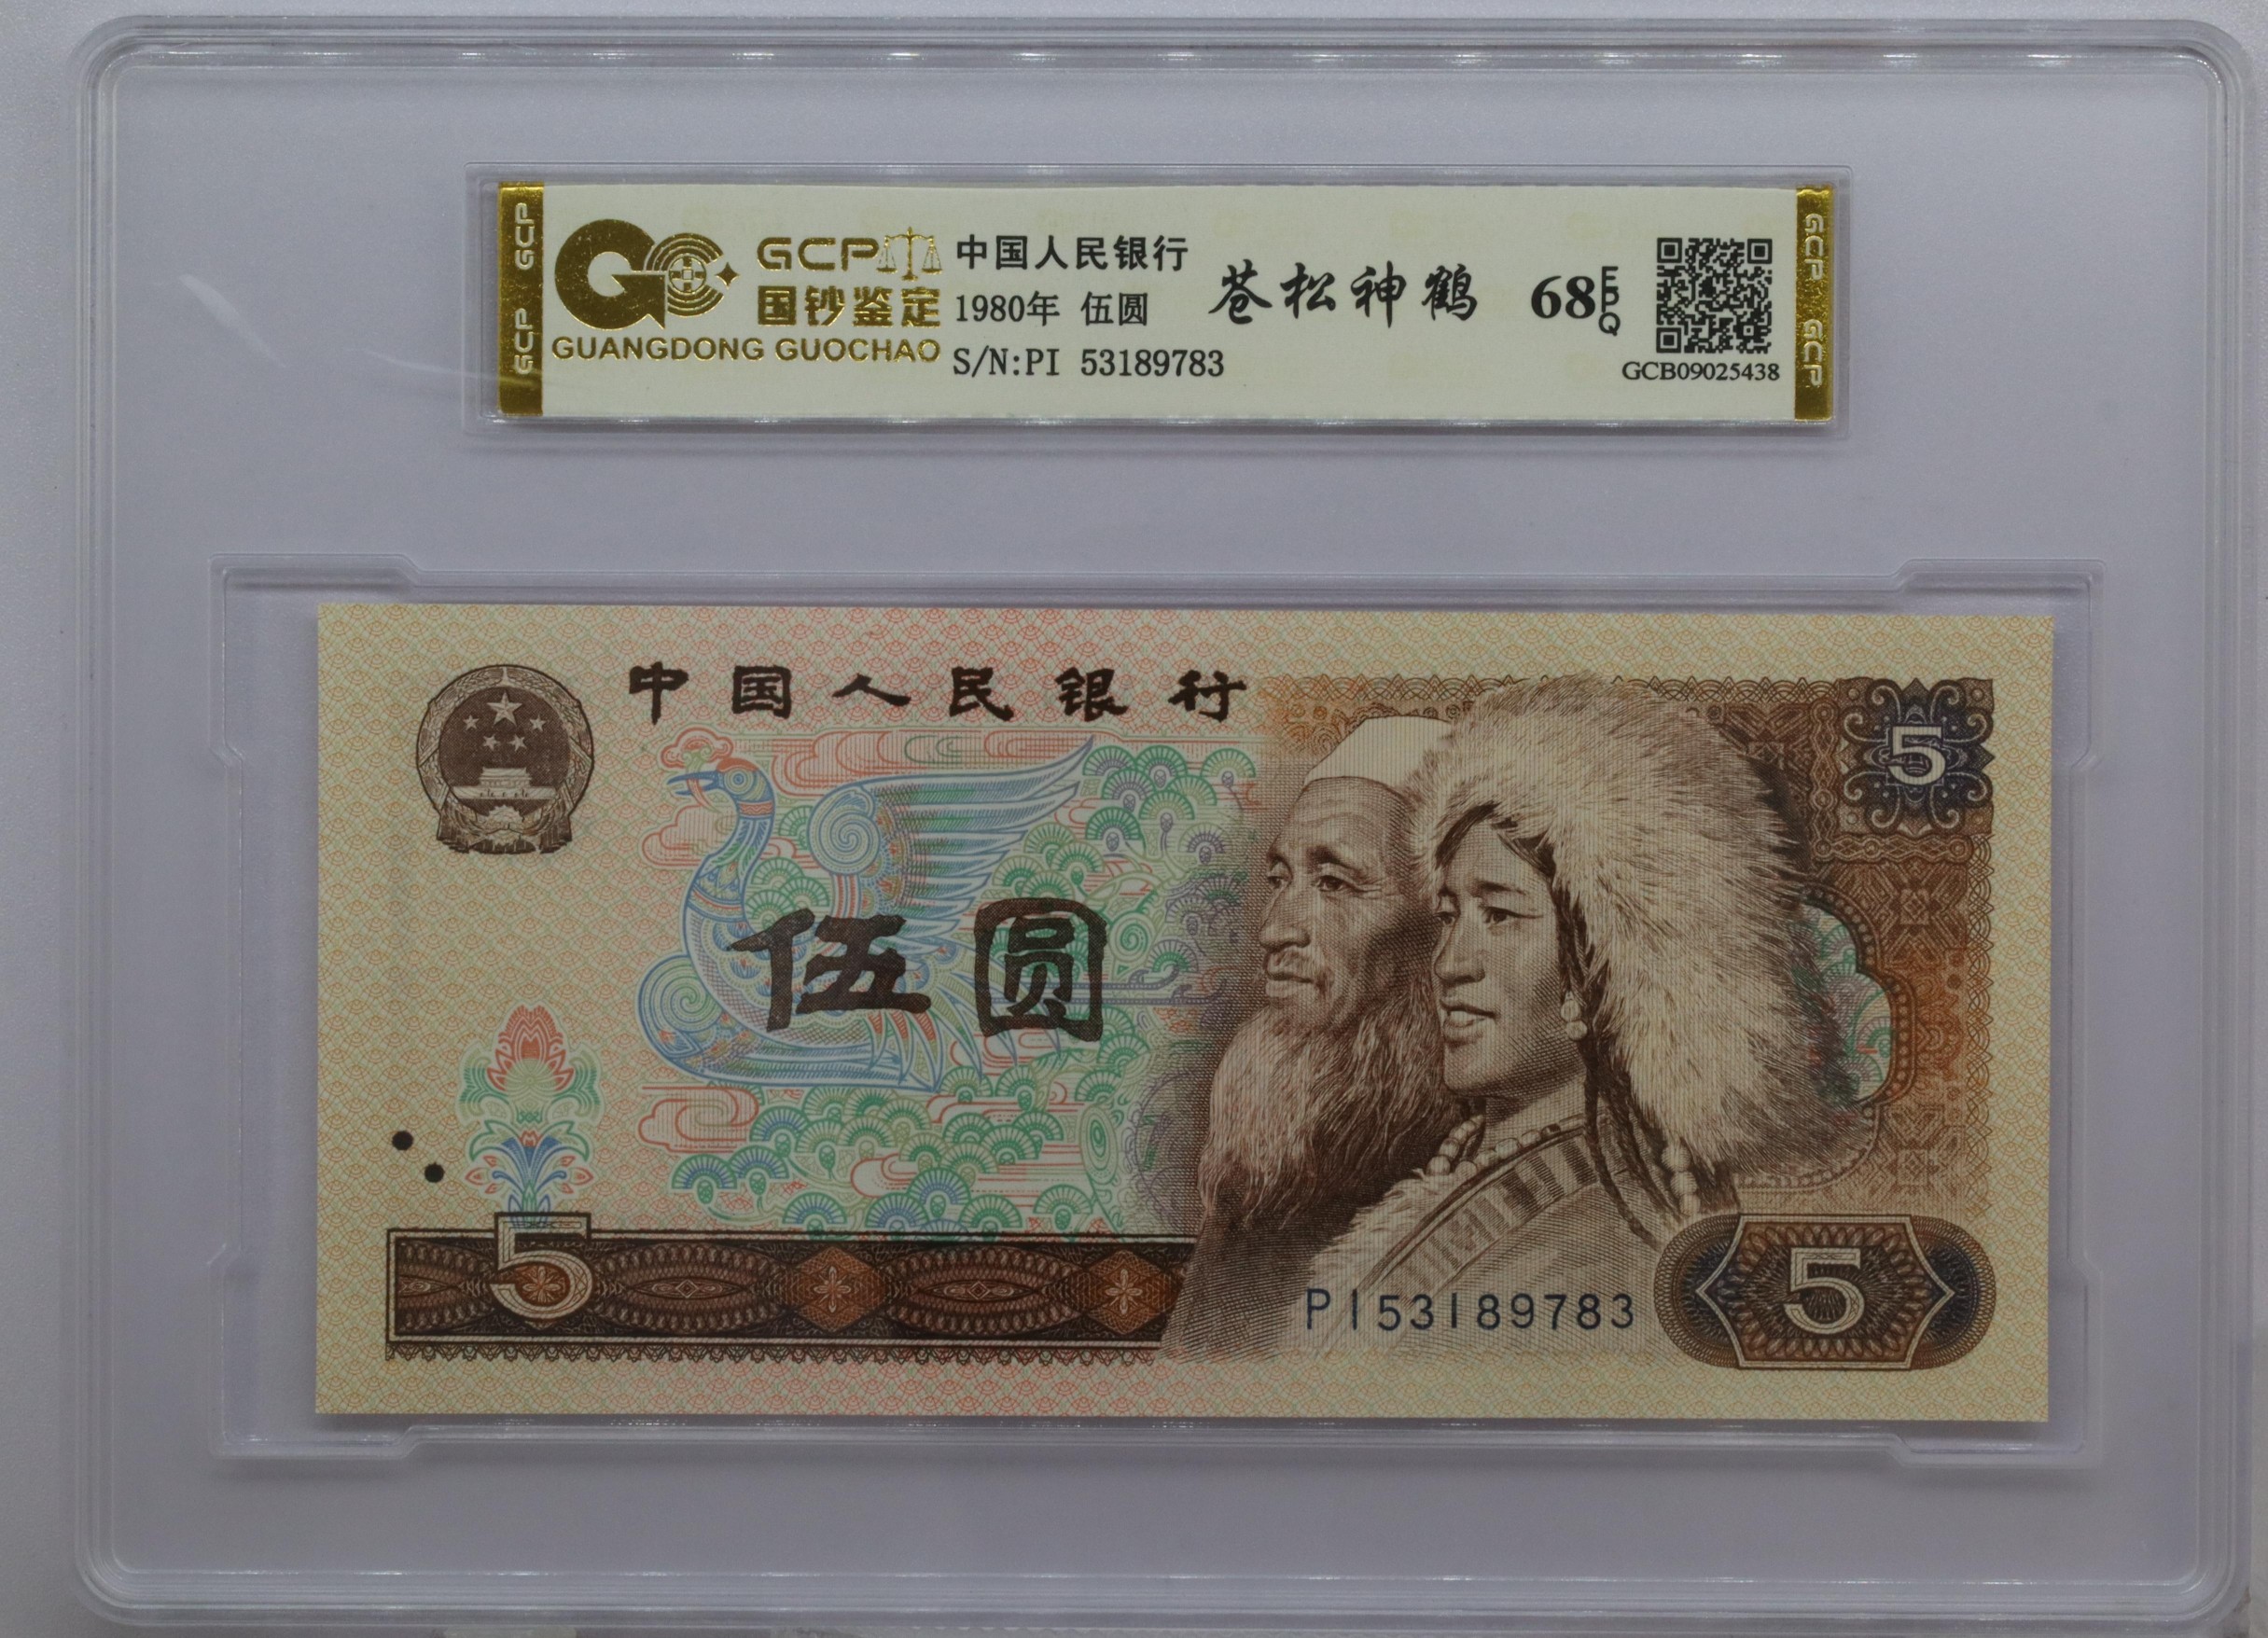 GCP GCP
GCP
国钞鉴定
GUANGDONG GUOCHAO
中国人民银行
1980年 伍圆
S/N:PI 53189783
苍松神鹤
68 EPQ
GCB09025438
GCP GCP
中国人民银行
5
伍圆
5
PI53189783
5